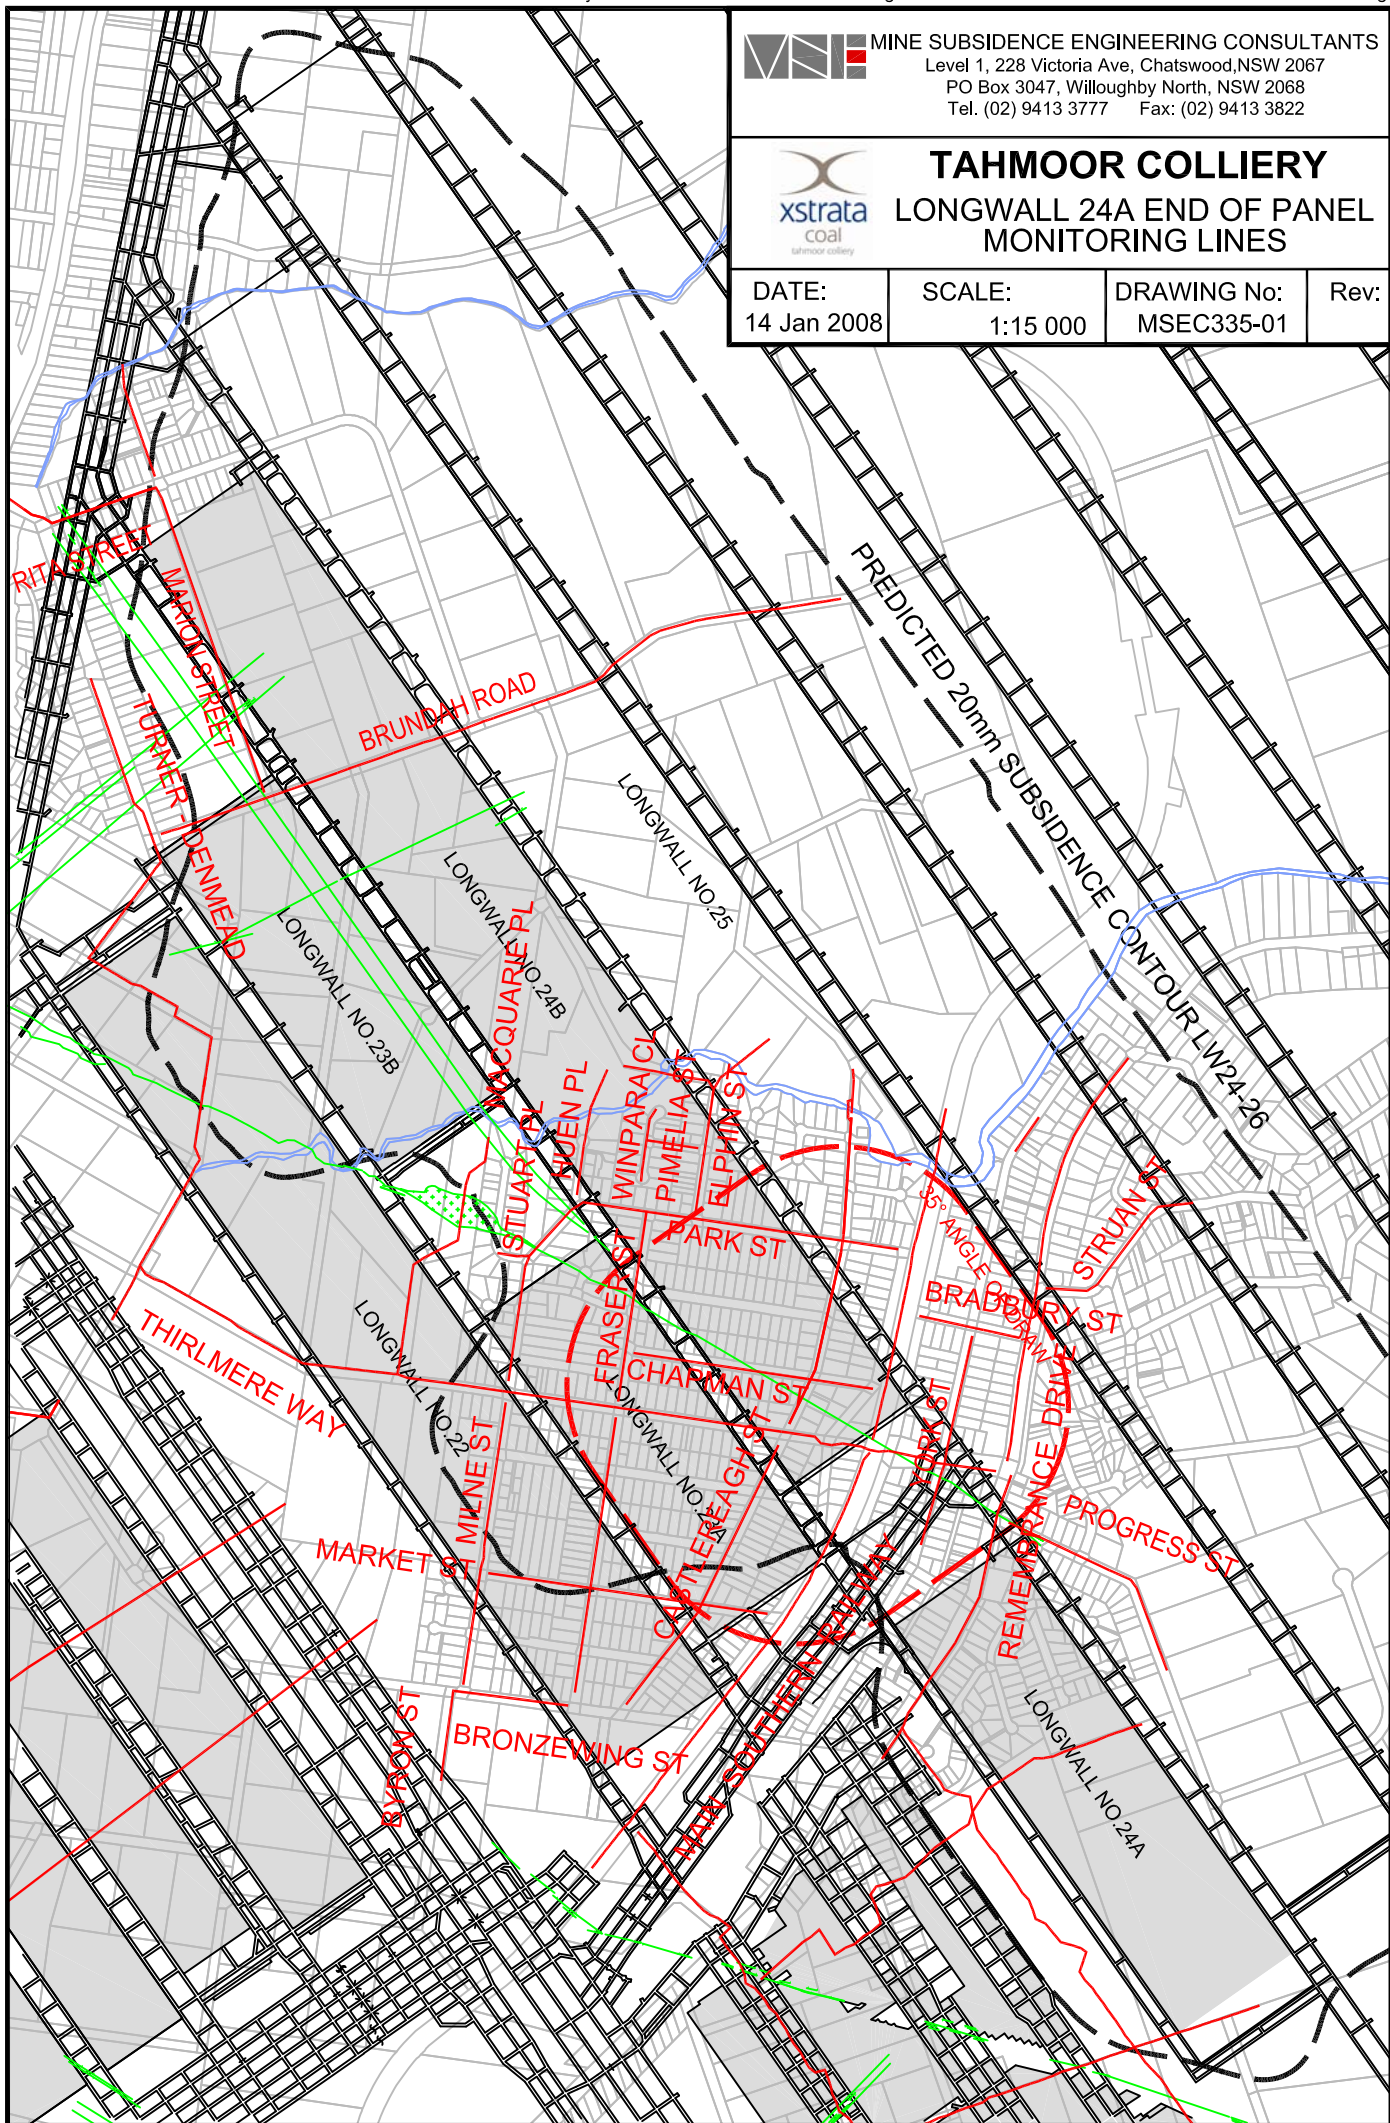 MINE SUBSIDENCE ENGINEERING CONSULTANTS
Level 1, 228 Victoria Ave, Chatswood,NSW 2067
PO Box 3047, Willoughby North, NSW 2068
Tel. (02) 9413 3777 Fax: (02) 9413 3822
xstrata
coal
tahmoor colliery
TAHMOOR COLLIERY
LONGWALL 24A END OF PANEL
MONITORING LINES
DATE:
14 Jan 2008
SCALE:
1:15 000
DRAWING No:
MSEC335-01
Rev:
RITA STREET
MARION STREET
PREDICTED 20mm SUBSIDENCE CONTOUR LW24-26
BRUNDAH ROAD
TURNER - DENMEAD
LONGWALL NO.25
LONGWALL NO.24B
LONGWALL NO.23B
MACQUARIE PL
STUART PL
HUEN PL
WINPARA CL
PIMELIA ST
ELPHIN ST
PARK ST
35° ANGLE OF DRAW
STRUAN ST
BRADBURY ST
FRASER ST
THIRLMERE WAY
LONGWALL NO.22
CHAPMAN ST
LONGWALL NO.23A
CASTLEREAGH ST
YORK ST
REMEMBRANCE DRIVE
PROGRESS ST
MILNE ST
MARKET ST
MAIN SOUTHERN RAILWAY
BYRON ST
BRONZEWING ST
LONGWALL NO.24A